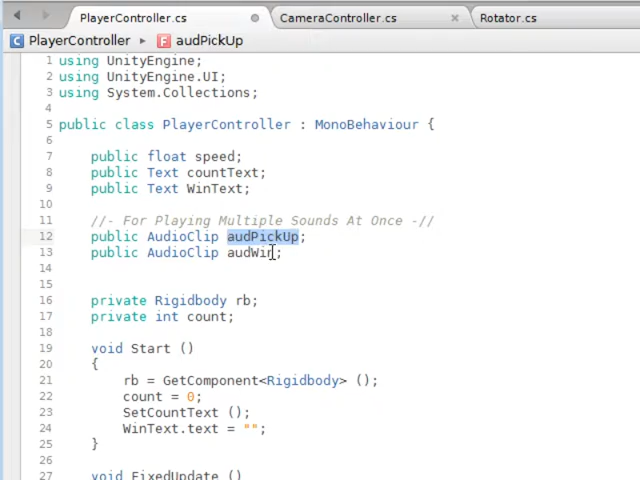 PlayerController.cs CameraController.cs Rotator.cs
C PlayerController F audPickUp
1 using UnityEngine;
2 using UnityEngine.UI;
3 using System.Collections;
4
5 public class PlayerController : MonoBehaviour {
6
7 public float speed;
8 public Text countText;
9 public Text WinText;
10
11 //- For Playing Multiple Sounds At Once -//
12 public AudioClip audPickUp;
13 public AudioClip audWin;
14
15
16 private Rigidbody rb;
17 private int count;
18
19 void Start ()
20 {
21 rb = GetComponent<Rigidbody> ();
22 count = 0;
23 SetCountText ();
24 WinText.text = "";
25 }
26
27 void FixedUpdate ()